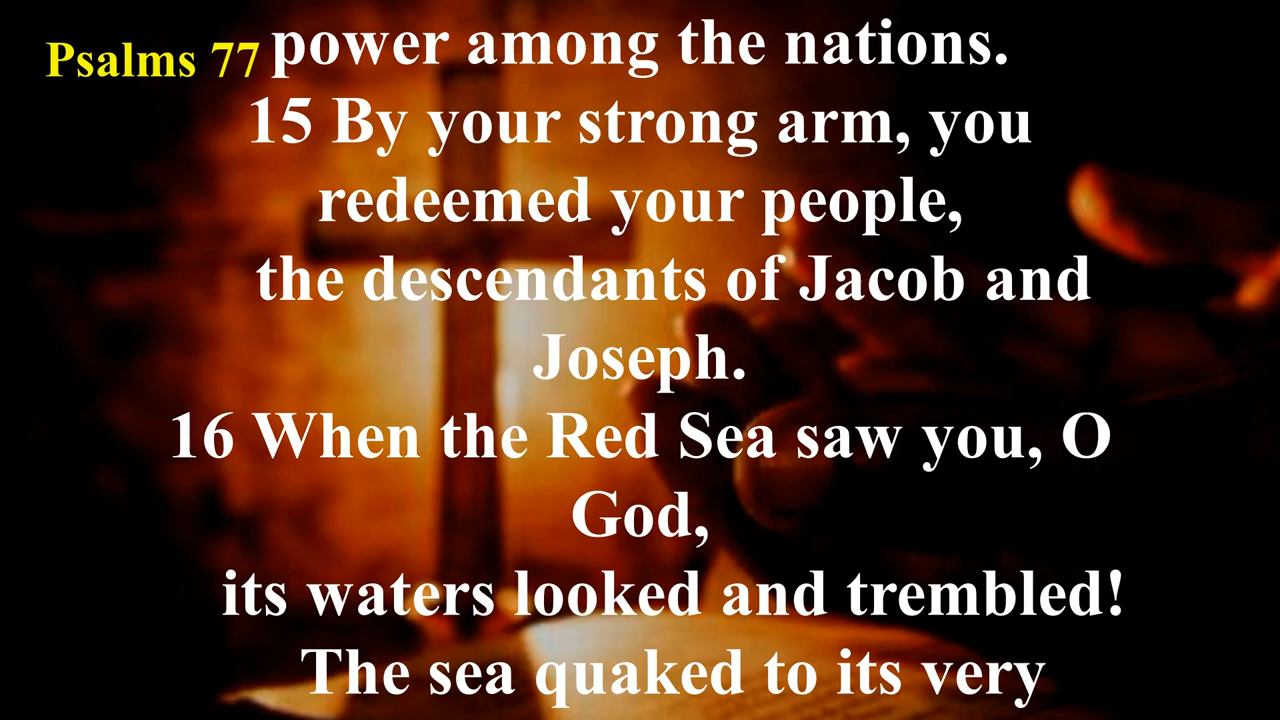 Psalms 77
power among the nations.
15 By your strong arm, you
redeemed your people,
the descendants of Jacob and
Joseph.
16 When the Red Sea saw you, O
God,
its waters looked and trembled!
The sea quaked to its very